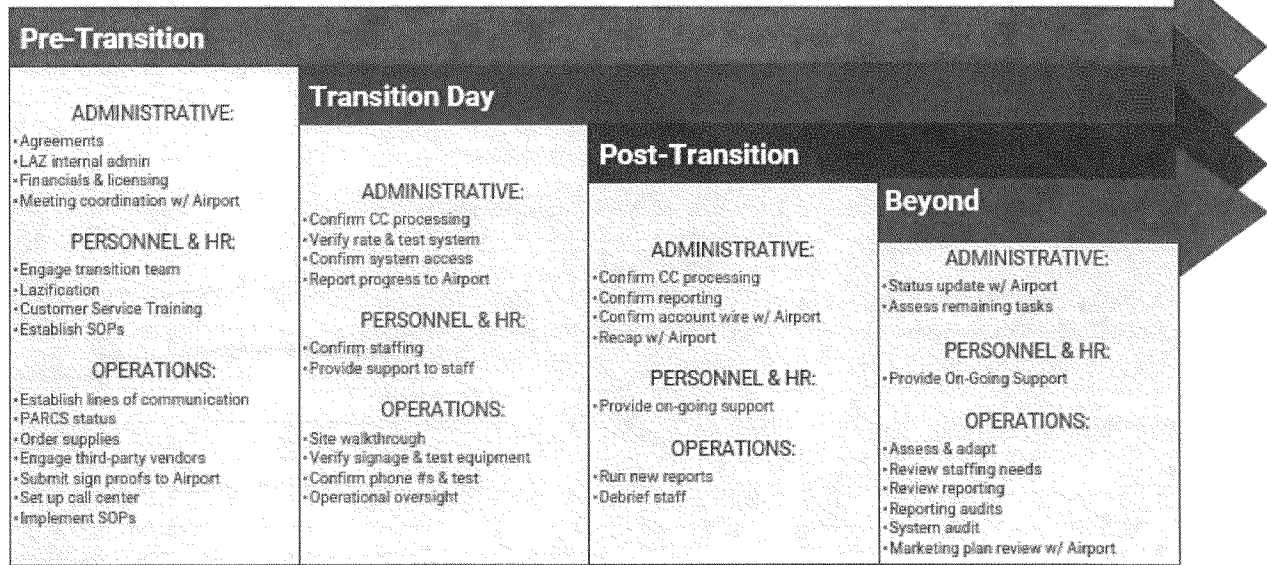 Pre-Transition
ADMINISTRATIVE:
•Agreements
•LAZ internal admin
•Financials & licensing
•Meeting coordination w/ Airport
PERSONNEL & HR:
•Engage transition team
•Lazification
•Customer Service Training
•Establish SOPs
OPERATIONS:
•Establish lines of communication
•PARCS status
•Order supplies
•Engage third-party vendors
•Submit sign proofs to Airport
•Set up call center
•Implement SOPs
Transition Day
ADMINISTRATIVE:
•Confirm CC processing
•Verify rate & test system
•Confirm system access
•Report progress to Airport
PERSONNEL & HR:
•Confirm staffing
•Provide support to staff
OPERATIONS:
•Site walkthrough
•Verify signage & test equipment
•Confirm phone #s & test
•Operational oversight
Post-Transition
ADMINISTRATIVE:
•Confirm CC processing
•Confirm reporting
•Confirm account wire w/ Airport
•Recap w/ Airport
PERSONNEL & HR:
•Provide on-going support
OPERATIONS:
•Run new reports
•Debrief staff
Beyond
ADMINISTRATIVE:
•Status update w/ Airport
•Assess remaining tasks
PERSONNEL & HR:
•Provide On-Going Support
OPERATIONS:
•Assess & adapt
•Review staffing needs
•Review reporting
•Reporting audits
•System audit
•Marketing plan review w/ Airport